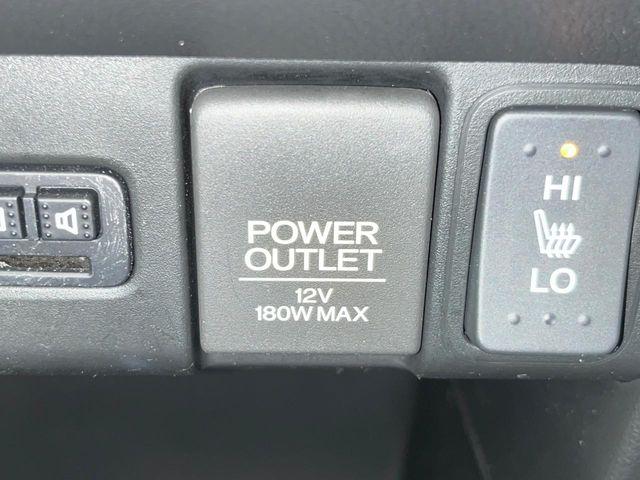 POWER
OUTLET
12V
180W MAX
HI
LO